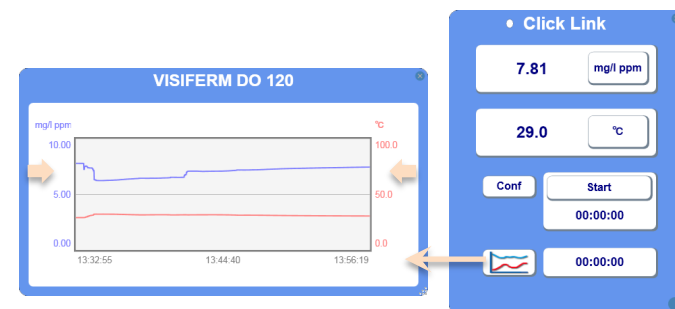 VISIFERM DO 120
mg/l ppm
°C
10.00
100.0
5.00
50.0
0.00
0.0
13:32:55
13:44:40
13:56:19
• Click Link
7.81
mg/l ppm
29.0
°C
Conf
Start
00:00:00
00:00:00